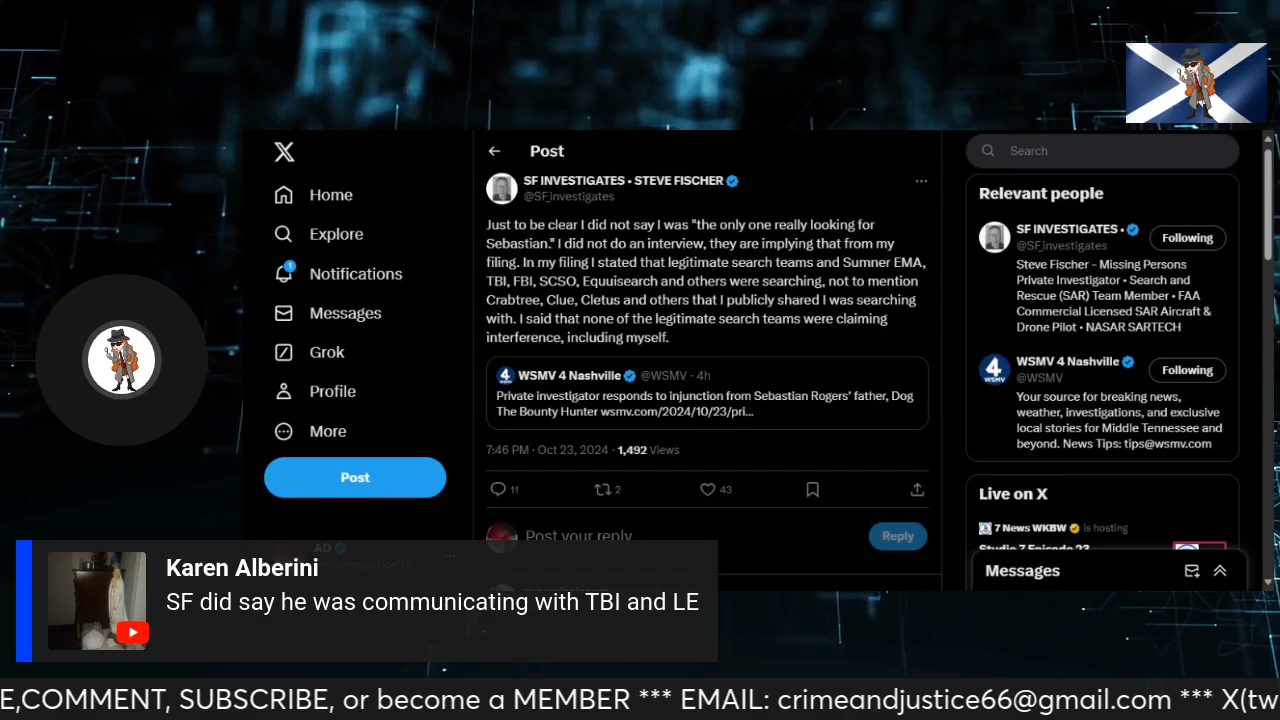 Home
Explore
1
Notifications
Messages
Grok
Profile
More
Post
Post
SF INVESTIGATES • STEVE FISCHER
@SF_investigates
Just to be clear I did not say I was "the only one really looking for
Sebastian." I did not do an interview, they are implying that from my
filing. In my filing I stated that legitimate search teams and Sumner EMA,
TBI, FBI, SCSO, Equuisearch and others were searching, not to mention
Crabtree, Clue, Cletus and others that I publicly shared I was searching
with. I said that none of the legitimate search teams were claiming
interference, including myself.
4 WSMV 4 Nashville @WSMV · 4h
Private investigator responds to injunction from Sebastian Rogers' father, Dog
The Bounty Hunter wsmv.com/2024/10/23/pri...
7:46 PM · Oct 23, 2024 · 1,492 Views
11 2 43
Post your reply
Reply
Search
Relevant people
SF INVESTIGATES •
@SF_investigates
Following
Steve Fischer – Missing Persons
Private Investigator • Search and
Rescue (SAR) Team Member • FAA
Commercial Licensed SAR Aircraft &
Drone Pilot • NASAR SARTECH
4 WSMV
WSMV 4 Nashville
@WSMV
Following
Your source for breaking news,
weather, investigations, and exclusive
local stories for Middle Tennessee and
beyond. News Tips: tips@wsmv.com
Live on X
7 News WKBW is hosting
Studio 7 Episode 23
Messages
AD
Karen Alberini
SF did say he was communicating with TBI and LE
E,COMMENT, SUBSCRIBE, or become a MEMBER *** EMAIL: crimeandjustice66@gmail.com *** X(tw